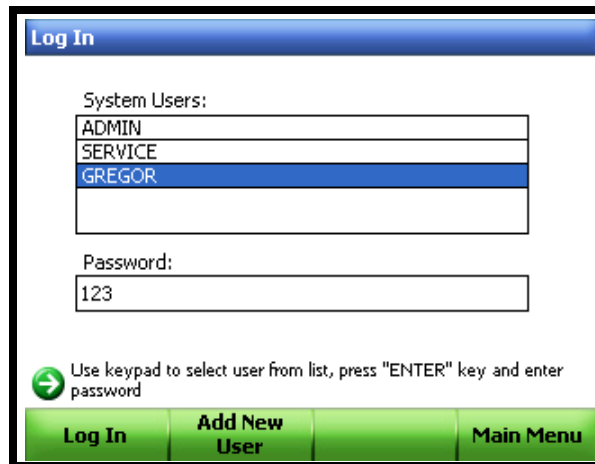 Log In
System Users:
ADMIN
SERVICE
GREGOR
Password:
123
Use keypad to select user from list, press "ENTER" key and enter
password
Log In
Add New
User
Main Menu